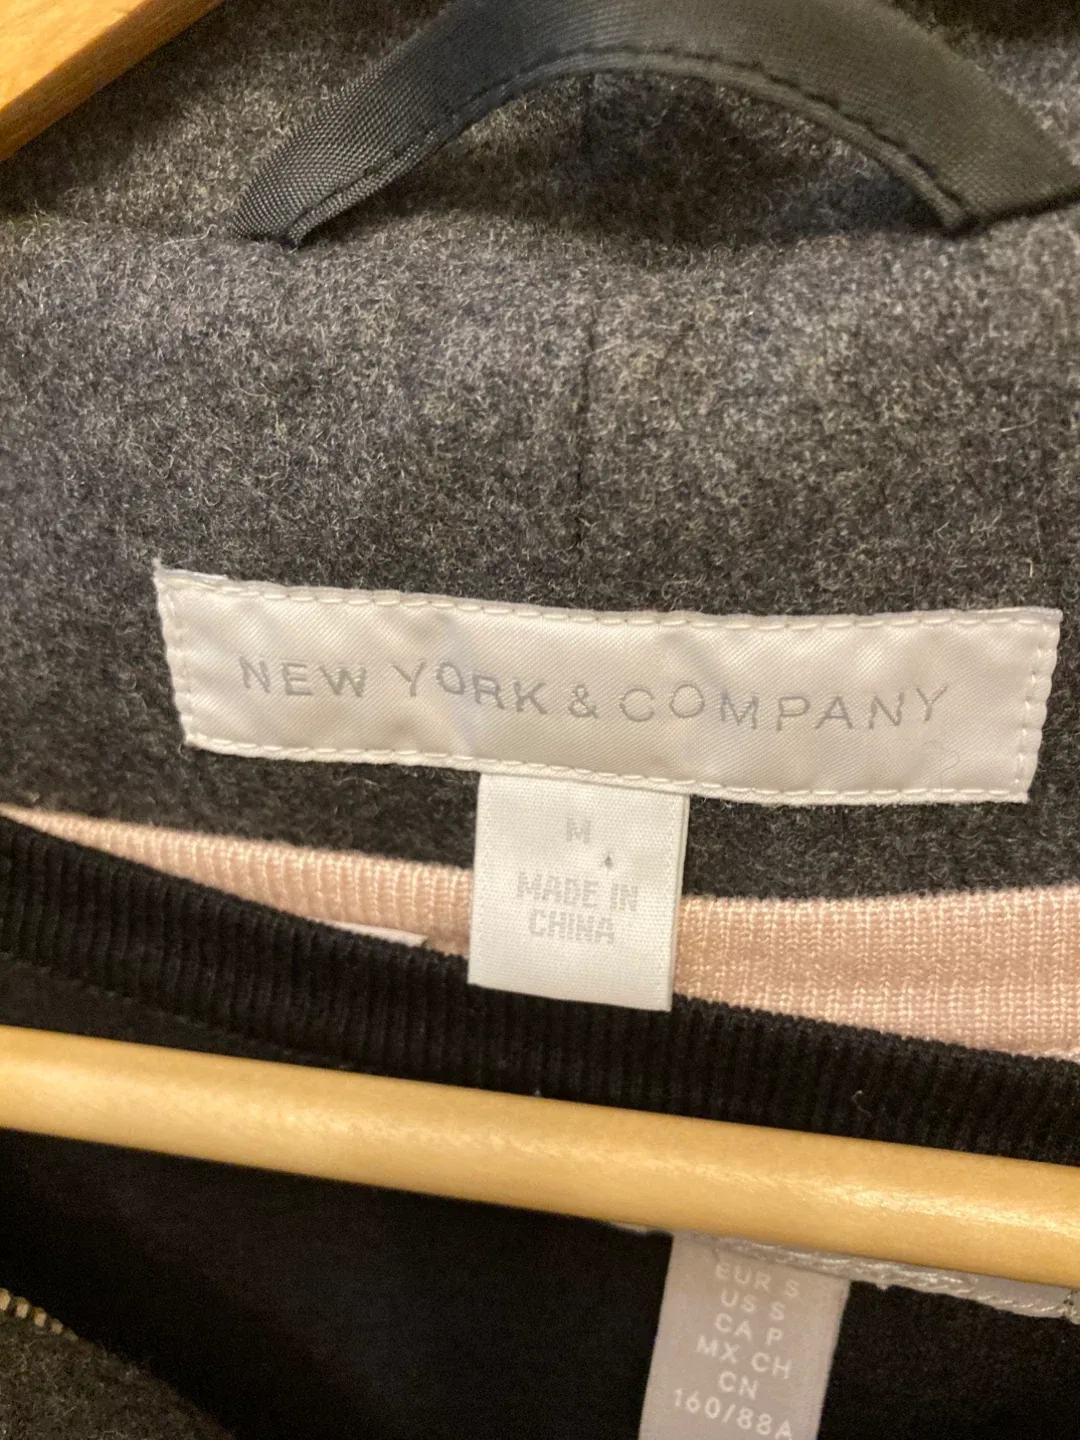 NEW YORK & COMPANY
M
MADE IN
CHINA
EUR S
US S
CA P
MX CH
CN
160/88A